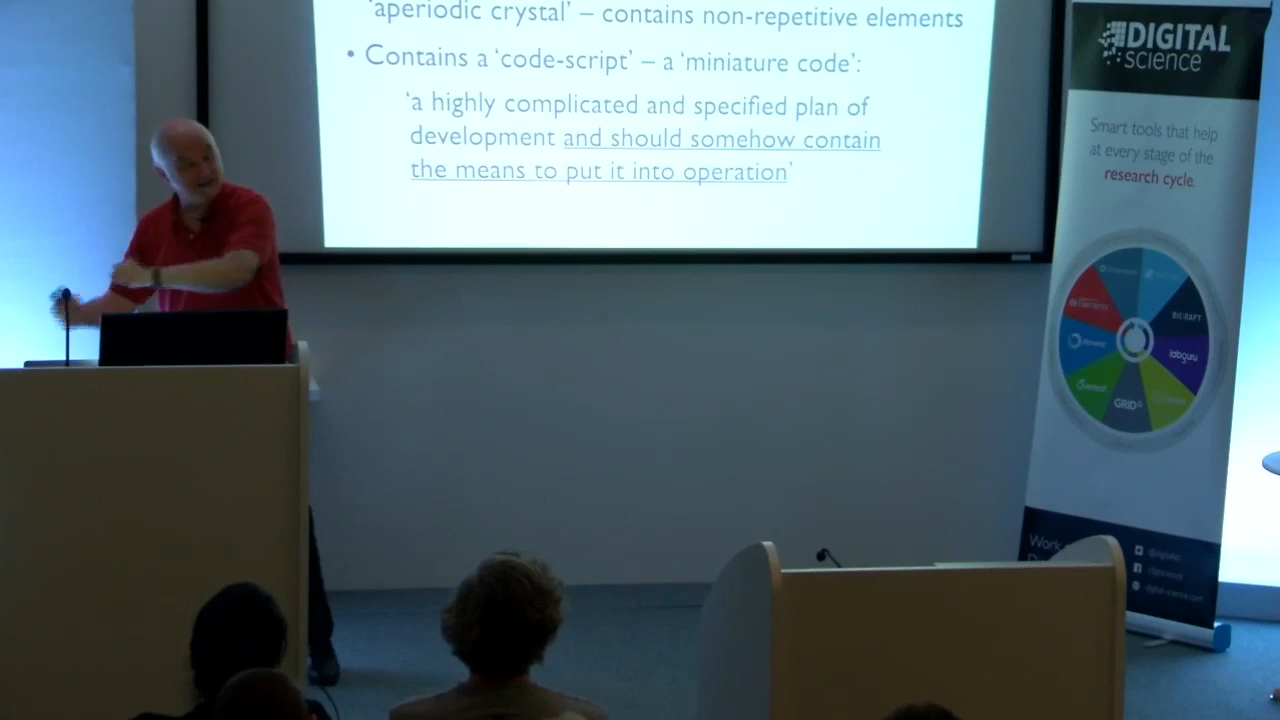 'aperiodic crystal' – contains non-repetitive elements
• Contains a 'code-script' – a 'miniature code':
'a highly complicated and specified plan of
development and should somehow contain
the means to put it into operation'
DIGITAL
science
Smart tools that help
at every stage of the
research cycle.
BIORAFT
labguru
GRID
Work